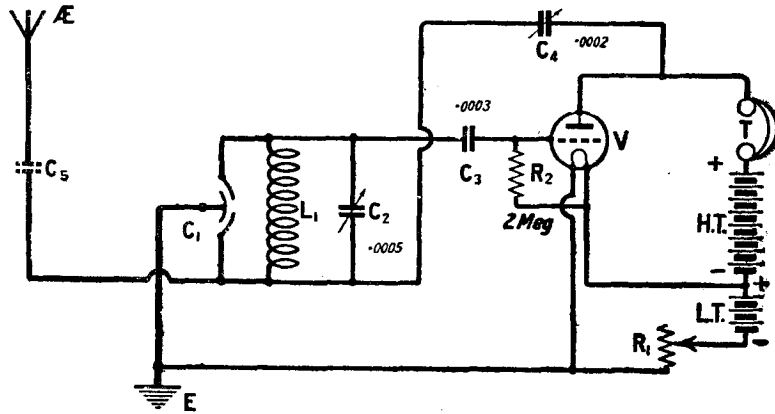 Æ
C₄ ·0002
C₅
·0003
C₃
R₂
V
T
+
C₁
L₁
C₂
·0005
2 Meg
H.T.
-
+
L.T.
-
R₁
E